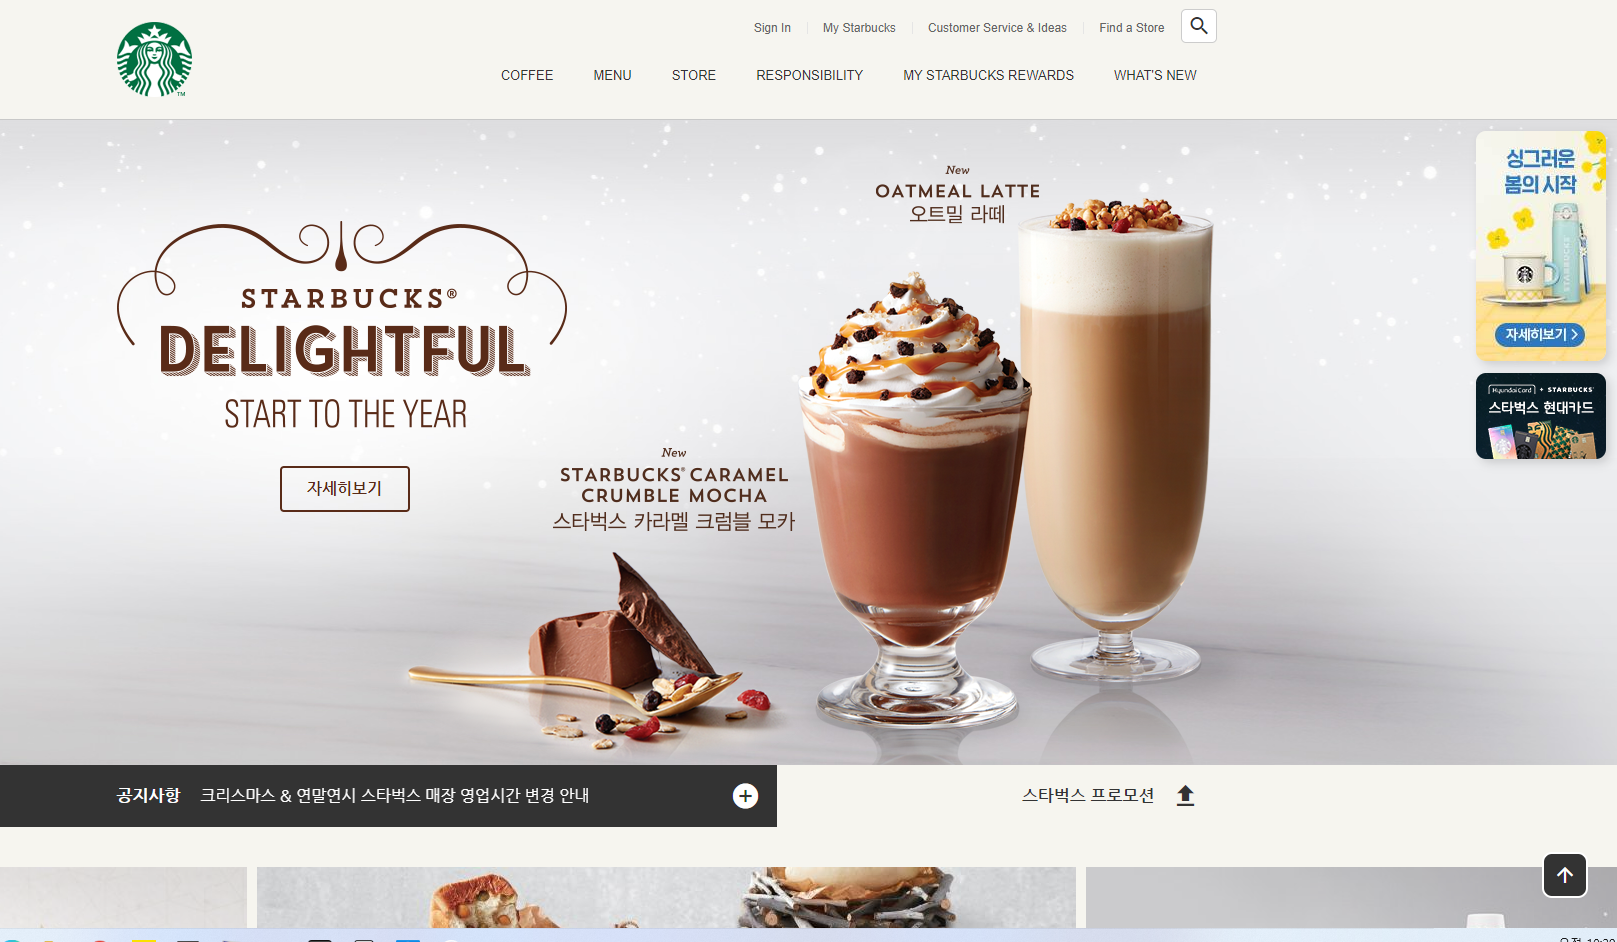 Sign In
My Starbucks
Customer Service & Ideas
Find a Store
COFFEE
MENU
STORE
RESPONSIBILITY
MY STARBUCKS REWARDS
WHAT'S NEW
TM
STARBUCKS®
DELIGHTFUL
START TO THE YEAR
자세히보기
New
OATMEAL LATTE
오트밀 라떼
New
STARBUCKS® CARAMEL
CRUMBLE MOCHA
스타벅스 카라멜 크럼블 모카
싱그러운
봄의 시작
STARBUCKS
자세히보기
HyundaiCard + STARBUCKS
스타벅스 현대카드
공지사항 크리스마스 & 연말연시 스타벅스 매장 영업시간 변경 안내
스타벅스 프로모션